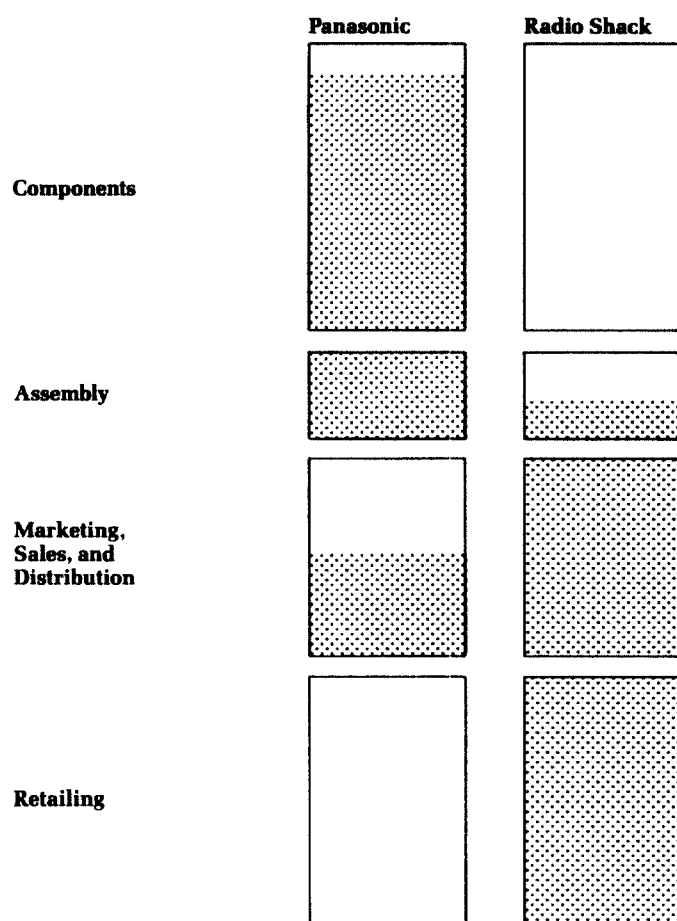 Panasonic
Radio Shack
Components
Assembly
Marketing,
Sales, and
Distribution
Retailing